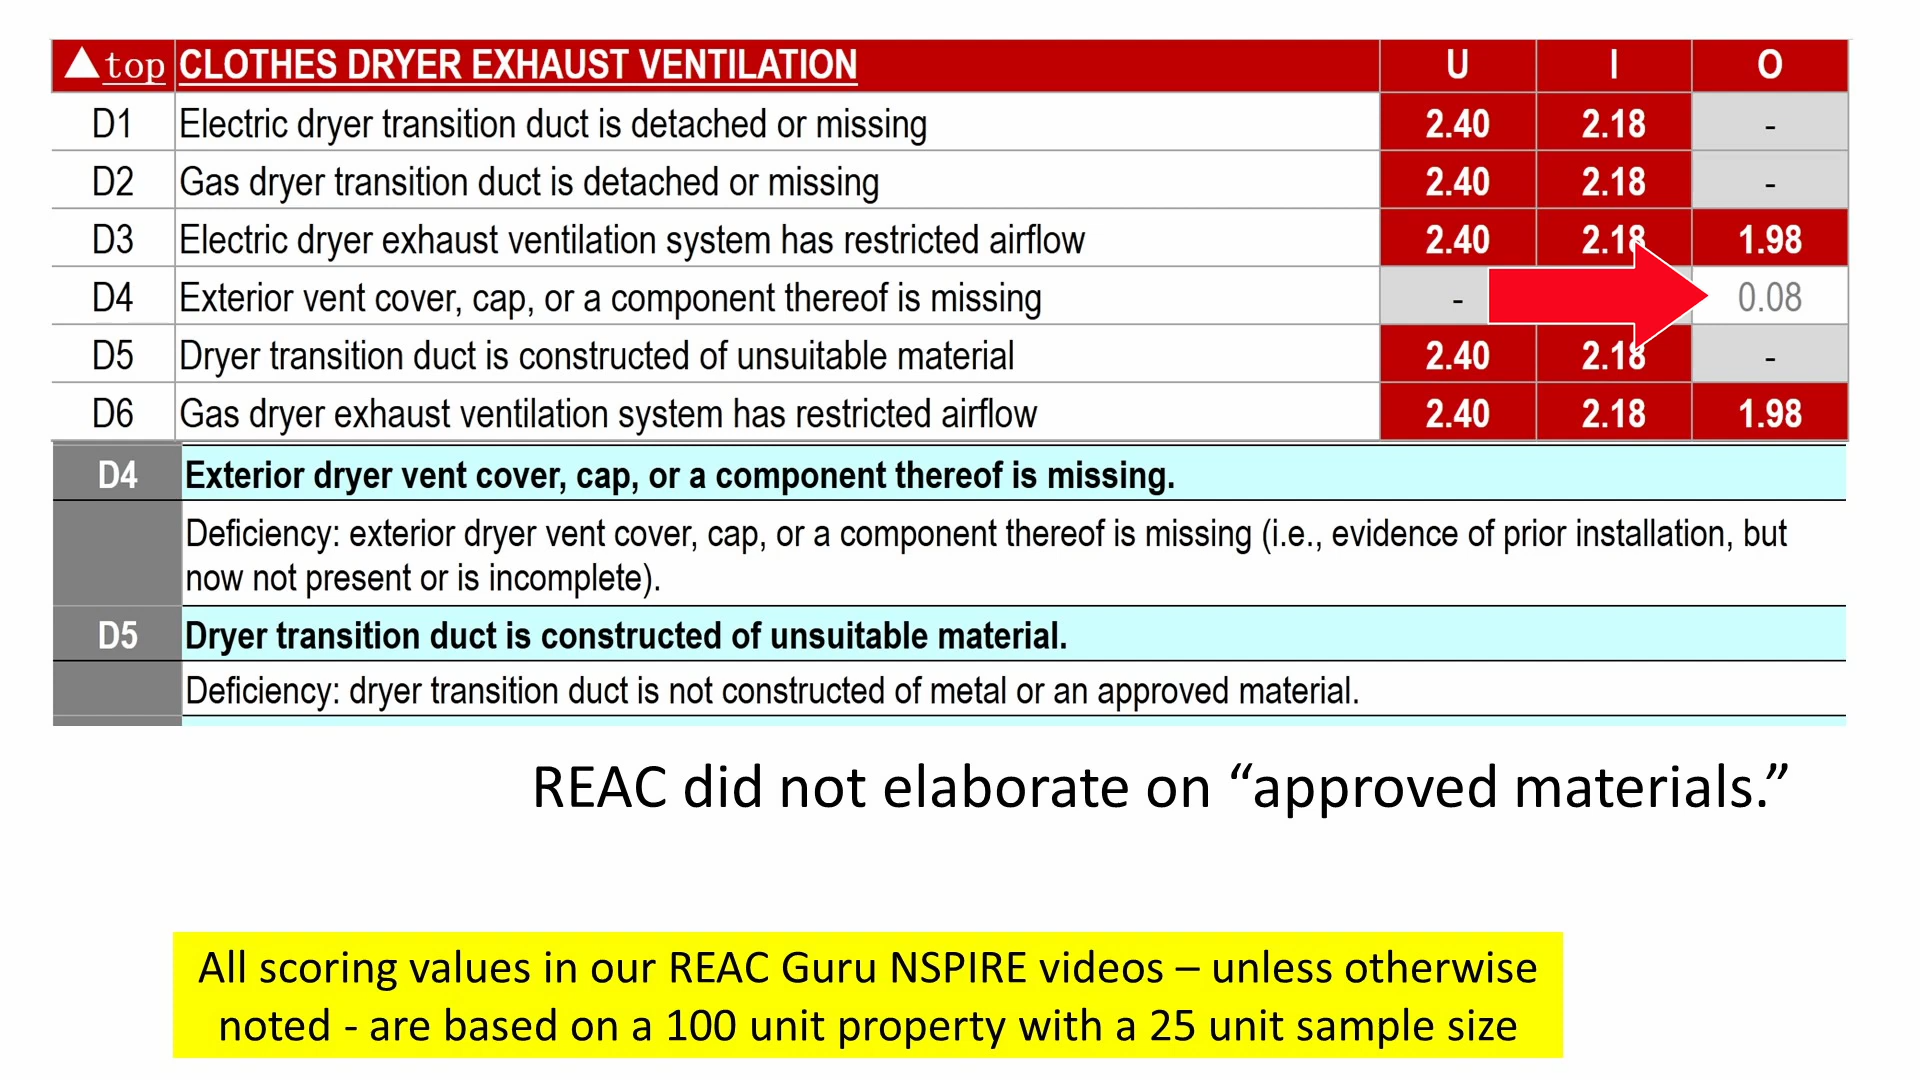 ▲top CLOTHES DRYER EXHAUST VENTILATION U I O
D1 Electric dryer transition duct is detached or missing 2.40 2.18 -
D2 Gas dryer transition duct is detached or missing 2.40 2.18 -
D3 Electric dryer exhaust ventilation system has restricted airflow 2.40 2.18 1.98
D4 Exterior vent cover, cap, or a component thereof is missing - 0.08
D5 Dryer transition duct is constructed of unsuitable material 2.40 2.18 -
D6 Gas dryer exhaust ventilation system has restricted airflow 2.40 2.18 1.98
D4 Exterior dryer vent cover, cap, or a component thereof is missing.
Deficiency: exterior dryer vent cover, cap, or a component thereof is missing (i.e., evidence of prior installation, but
now not present or is incomplete).
D5 Dryer transition duct is constructed of unsuitable material.
Deficiency: dryer transition duct is not constructed of metal or an approved material.
REAC did not elaborate on “approved materials.”
All scoring values in our REAC Guru NSPIRE videos – unless otherwise
noted - are based on a 100 unit property with a 25 unit sample size